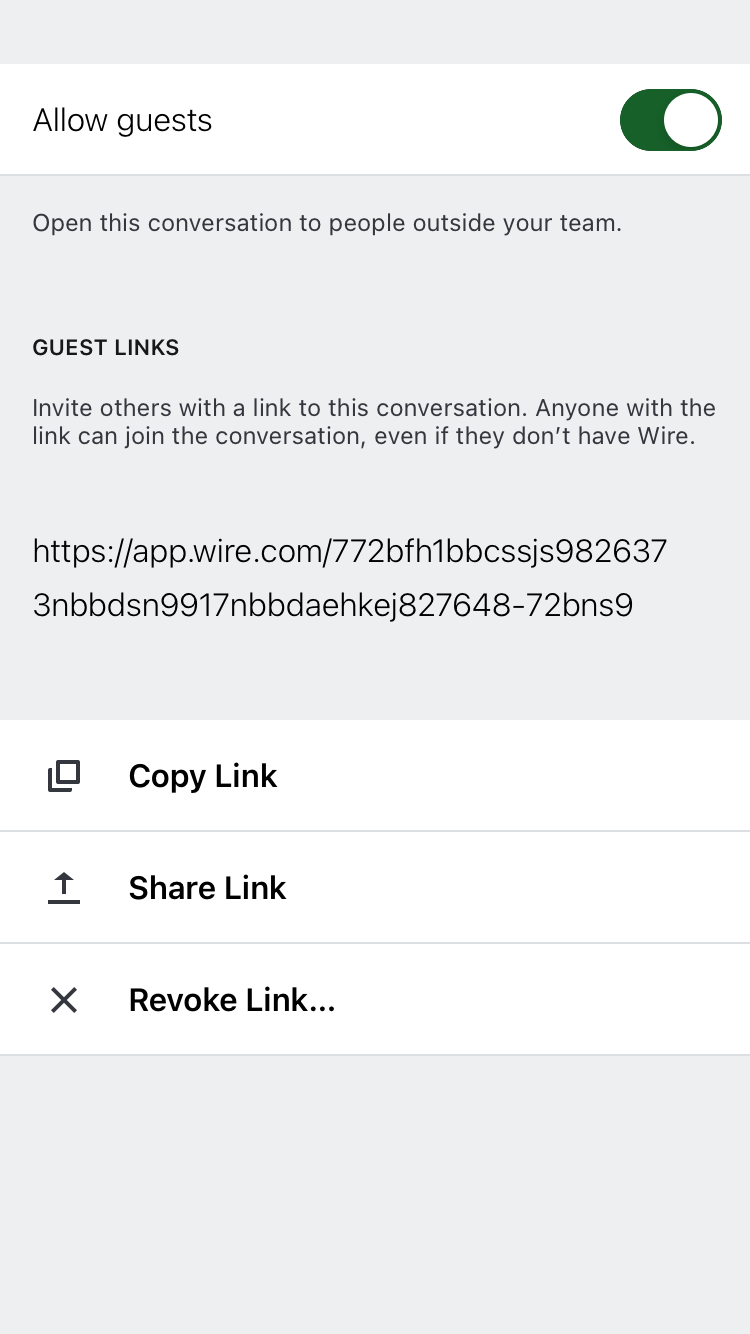 Allow guests
Open this conversation to people outside your team.
GUEST LINKS
Invite others with a link to this conversation. Anyone with the
link can join the conversation, even if they don’t have Wire.
https://app.wire.com/772bfh1bbcssjs982637
3nbbdsn9917nbbdaehkej827648-72bns9
Copy Link
Share Link
Revoke Link...